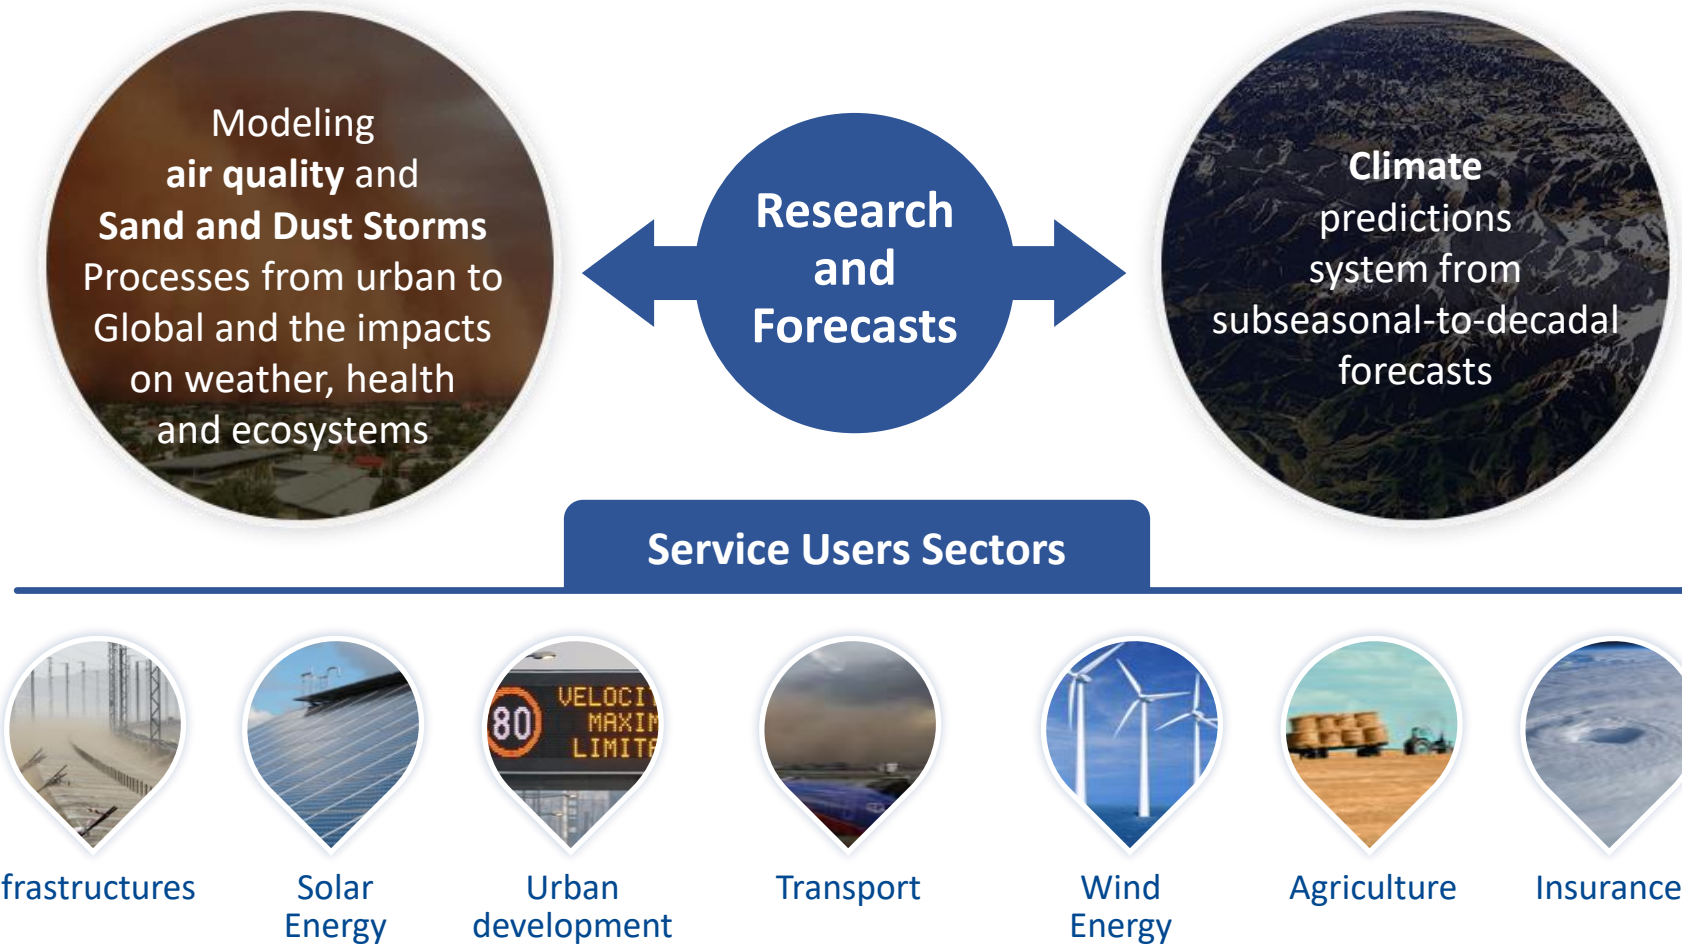 Modeling
air quality and
Sand and Dust Storms
Processes from urban to
Global and the impacts
on weather, health
and ecosystems
Research
and
Forecasts
Climate
predictions
system from
subseasonal-to-decadal
forecasts
Service Users Sectors
80
VELOCI
MAXIM
LIMITA
frastructures
Solar
Energy
Urban
development
Transport
Wind
Energy
Agriculture
Insurance